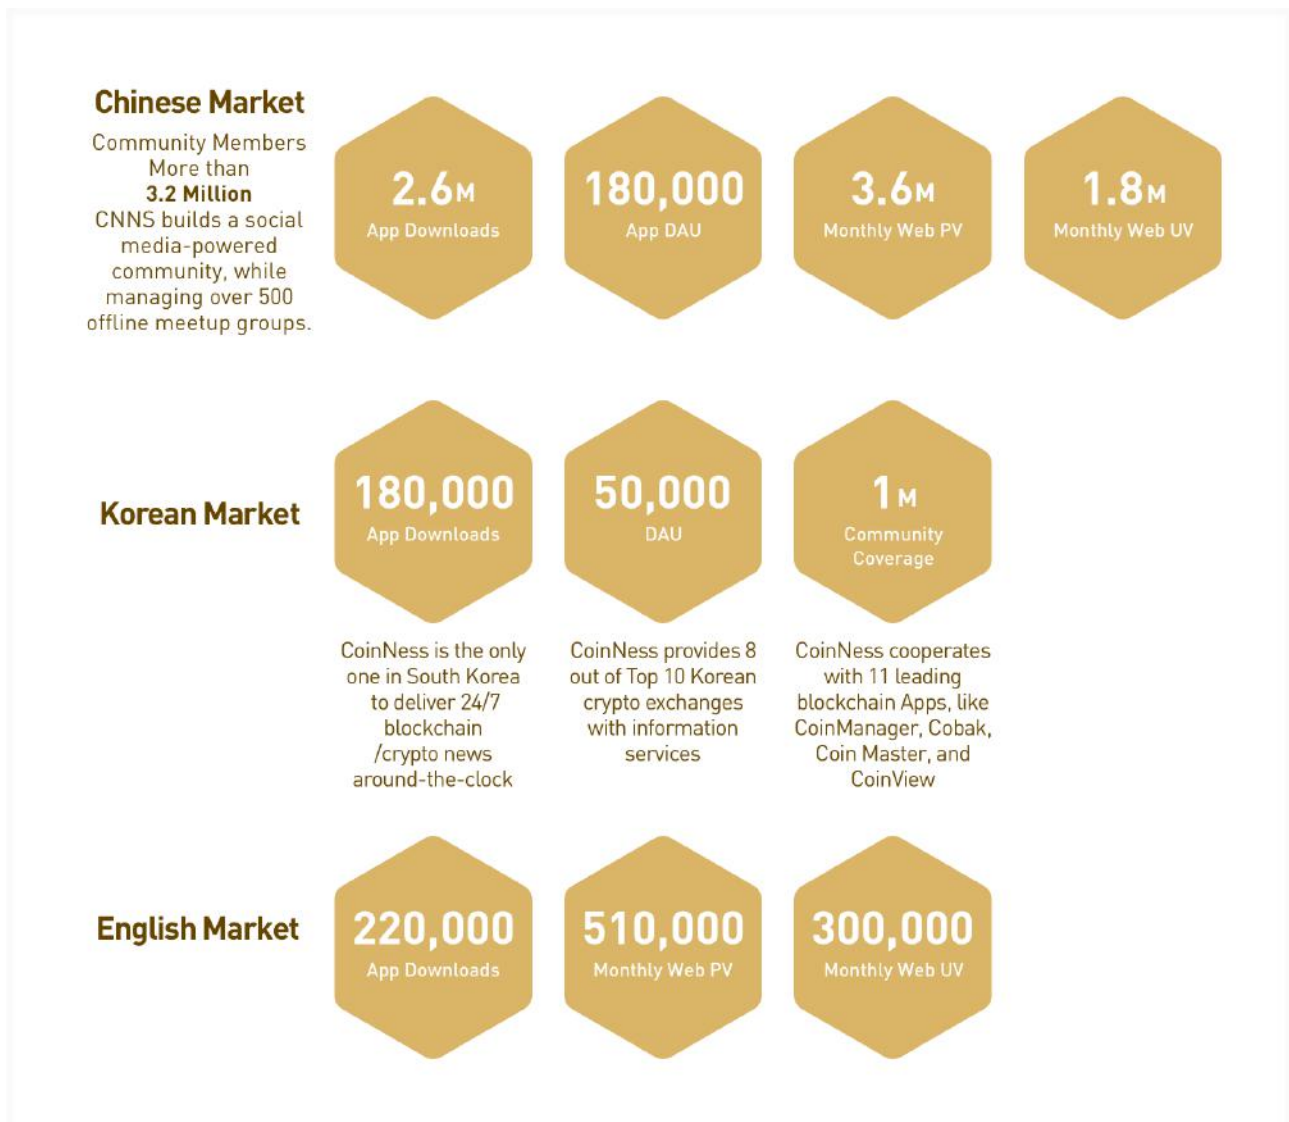 Chinese Market
Community Members
More than
3.2 Million
CNNS builds a social
media-powered
community, while
managing over 500
offline meetup groups.
2.6M
App Downloads
180,000
App DAU
3.6M
Monthly Web PV
1.8M
Monthly Web UV
Korean Market
180,000
App Downloads
CoinNess is the only
one in South Korea
to deliver 24/7
blockchain
/crypto news
around-the-clock
50,000
DAU
CoinNess provides 8
out of Top 10 Korean
crypto exchanges
with information
services
1M
Community
Coverage
CoinNess cooperates
with 11 leading
blockchain Apps, like
CoinManager, Cobak,
Coin Master, and
CoinView
English Market
220,000
App Downloads
510,000
Monthly Web PV
300,000
Monthly Web UV